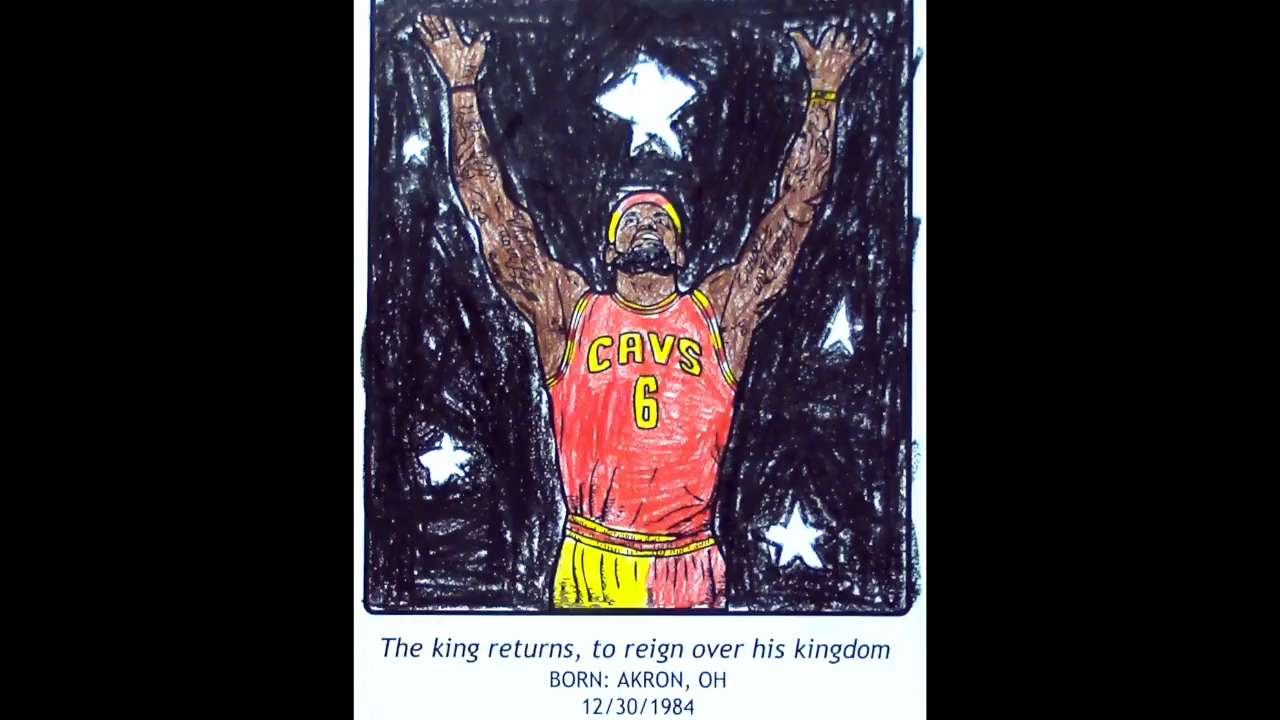 CAVS
6
The king returns, to reign over his kingdom
BORN: AKRON, OH
12/30/1984